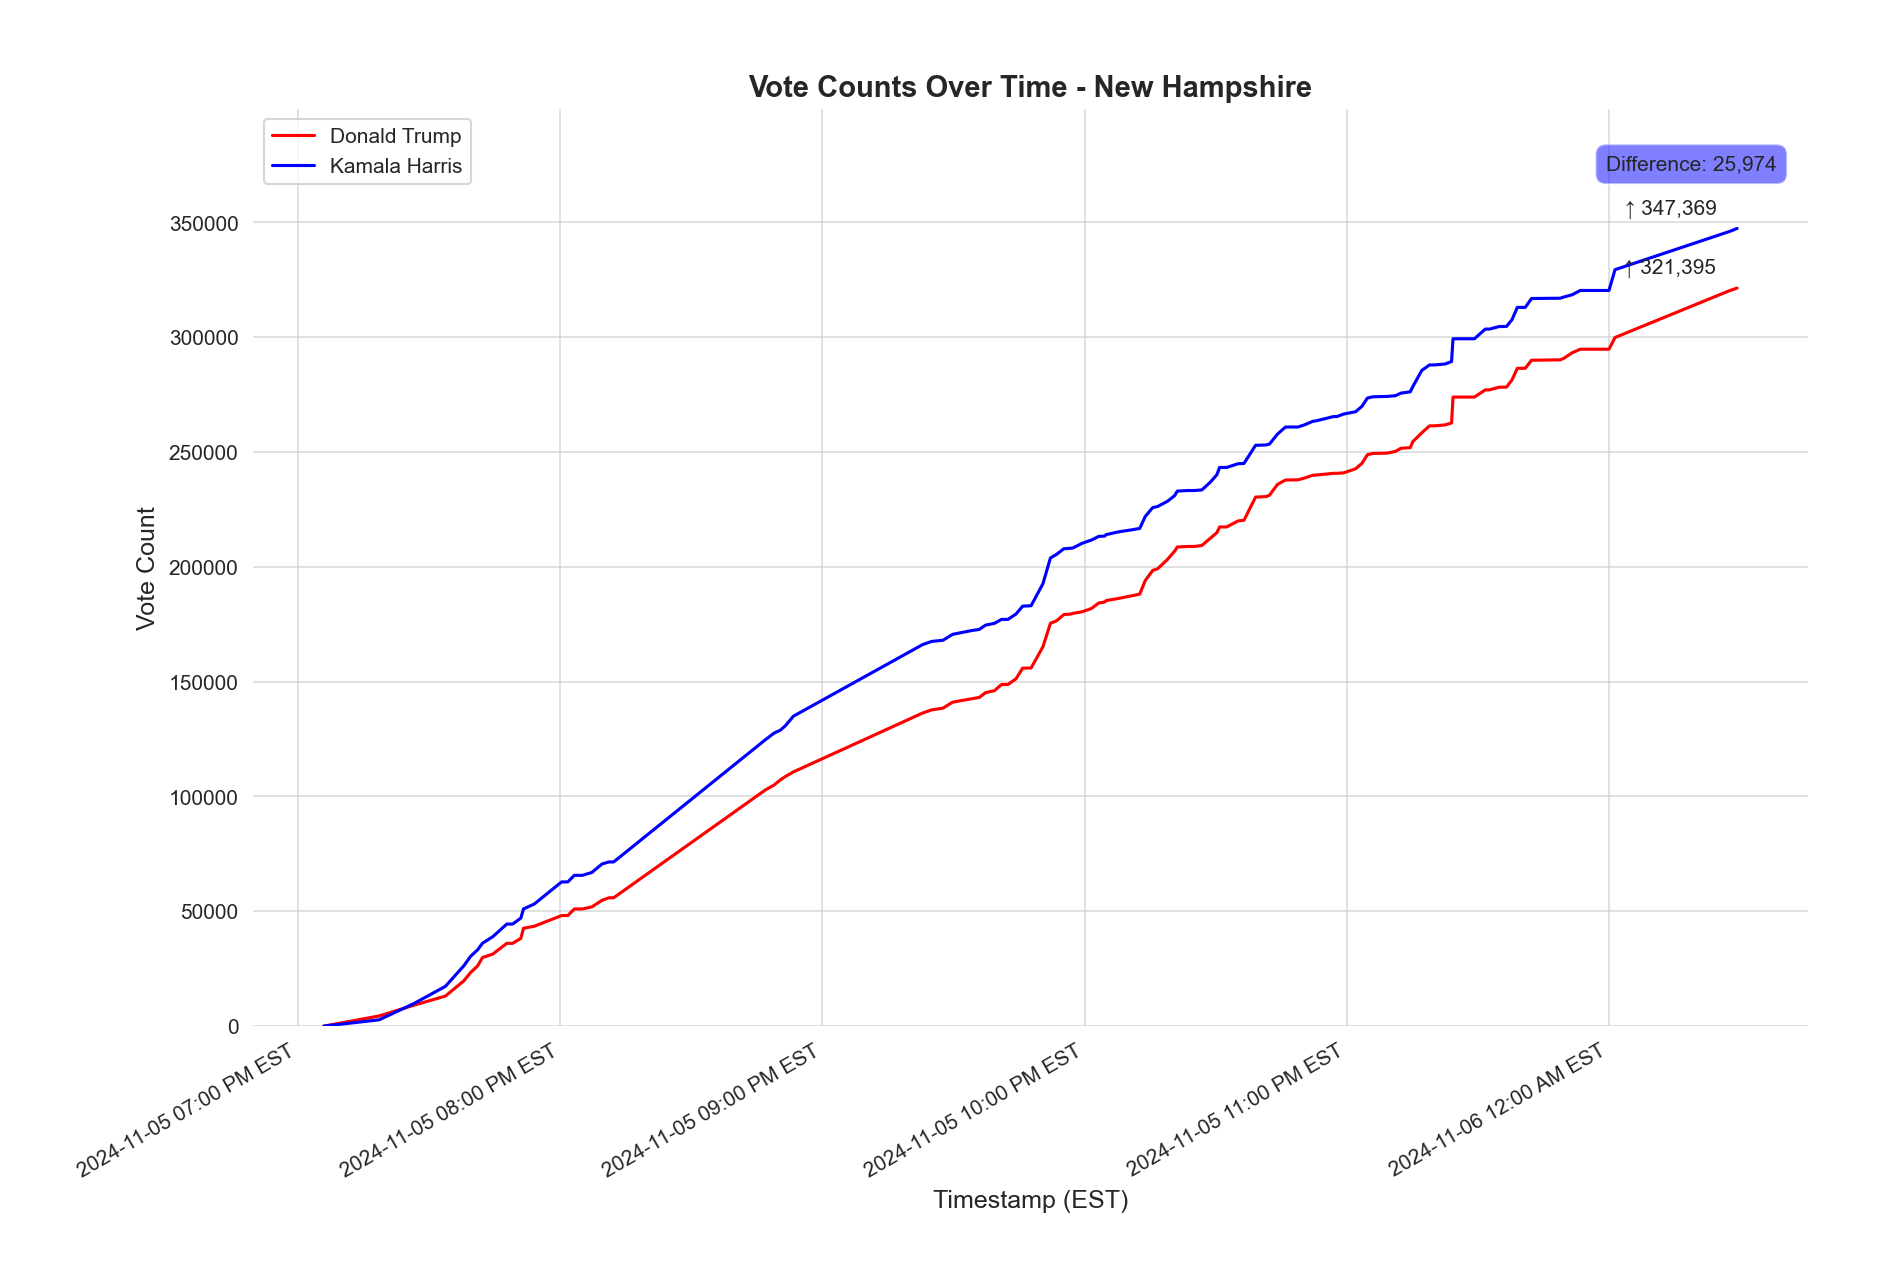 Vote Counts Over Time - New Hampshire
Donald Trump
Kamala Harris
Difference: 25,974
↑ 347,369
↑ 321,395
350000
300000
250000
200000
150000
100000
50000
0
Vote Count
2024-11-05 07:00 PM EST
2024-11-05 08:00 PM EST
2024-11-05 09:00 PM EST
2024-11-05 10:00 PM EST
2024-11-05 11:00 PM EST
2024-11-06 12:00 AM EST
Timestamp (EST)